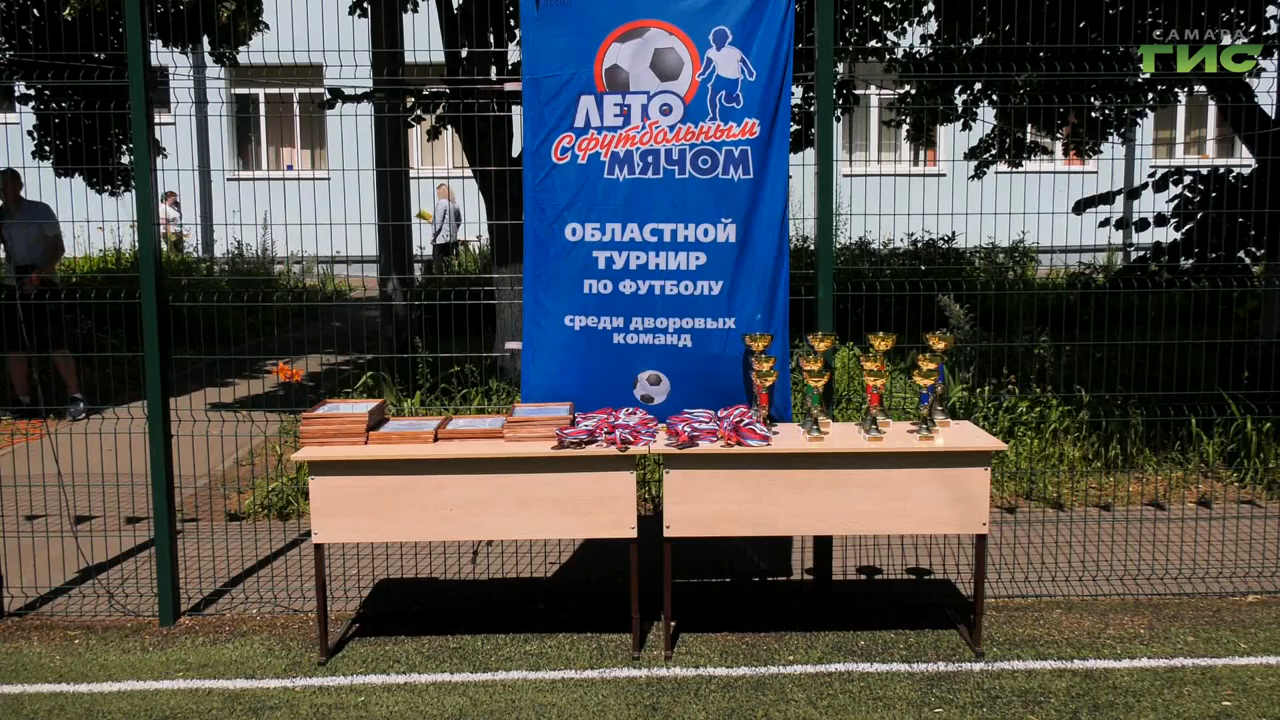 САМАРА
ГИС
ЛЕТО
с футбольным
МЯЧОМ
ОБЛАСТНОЙ
ТУРНИР
ПО ФУТБОЛУ
среди дворовых
команд